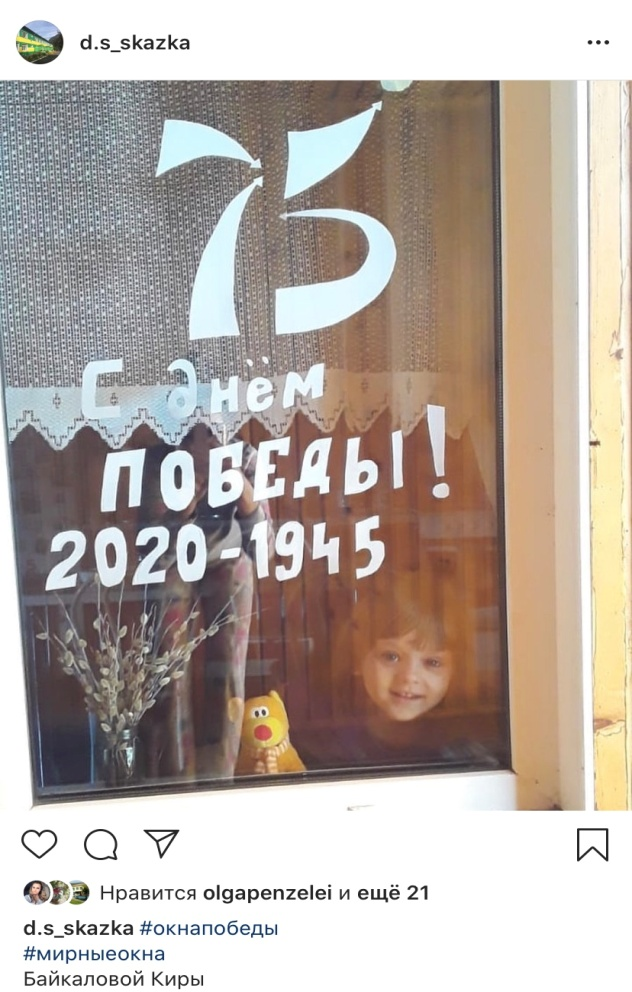 d.s_skazka
75
С днём
ПОБЕДЫ!
2020-1945
Нравится olgapenzelei и ещё 21
d.s_skazka #окнапобеды
#мирныеокна
Байкаловой Киры